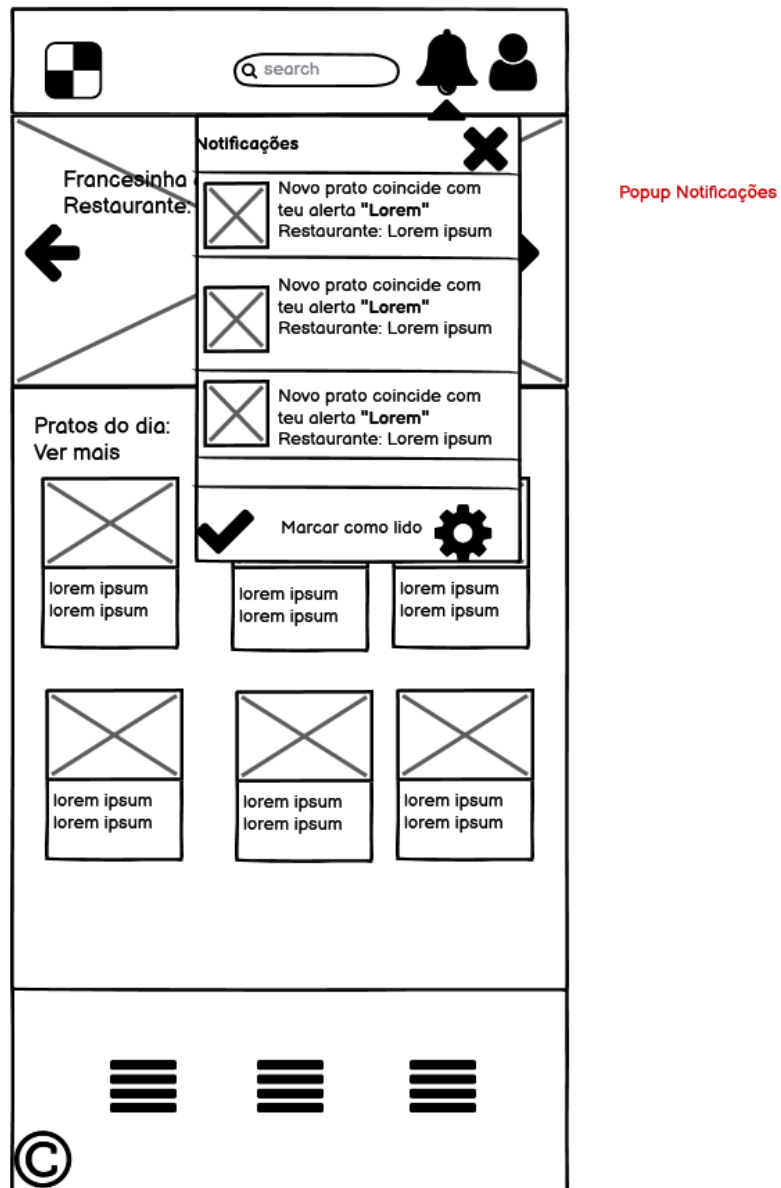 search
Notificações
Francesinha
Restaurante:
Popup Notificações
Novo prato coincide com
teu alerta "Lorem"
Restaurante: Lorem ipsum
Novo prato coincide com
teu alerta "Lorem"
Restaurante: Lorem ipsum
Novo prato coincide com
teu alerta "Lorem"
Restaurante: Lorem ipsum
Pratos do dia:
Ver mais
Marcar como lido
lorem ipsum
lorem ipsum
lorem ipsum
lorem ipsum
lorem ipsum
lorem ipsum
lorem ipsum
lorem ipsum
lorem ipsum
lorem ipsum
lorem ipsum
lorem ipsum
©